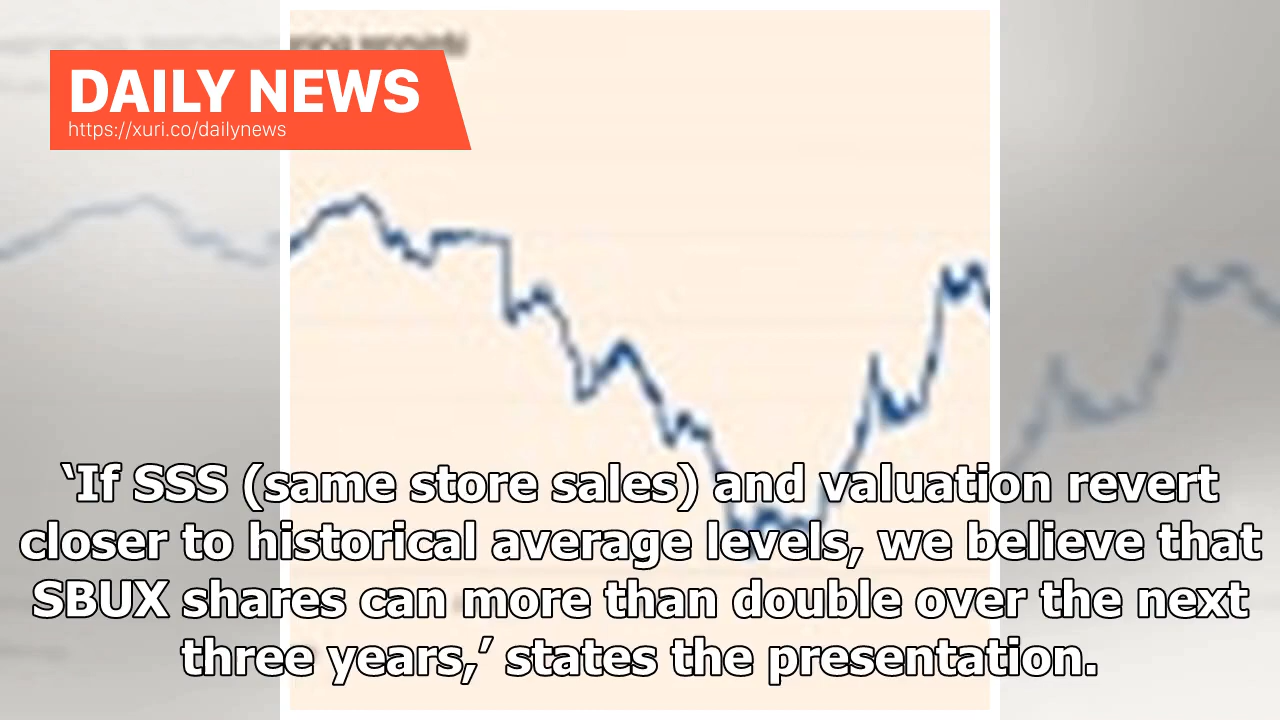 DAILY NEWS
https://xuri.co/dailynews
‘If SSS (same store sales) and valuation revert
closer to historical average levels, we believe that
SBUX shares can more than double over the next
three years,’ states the presentation.